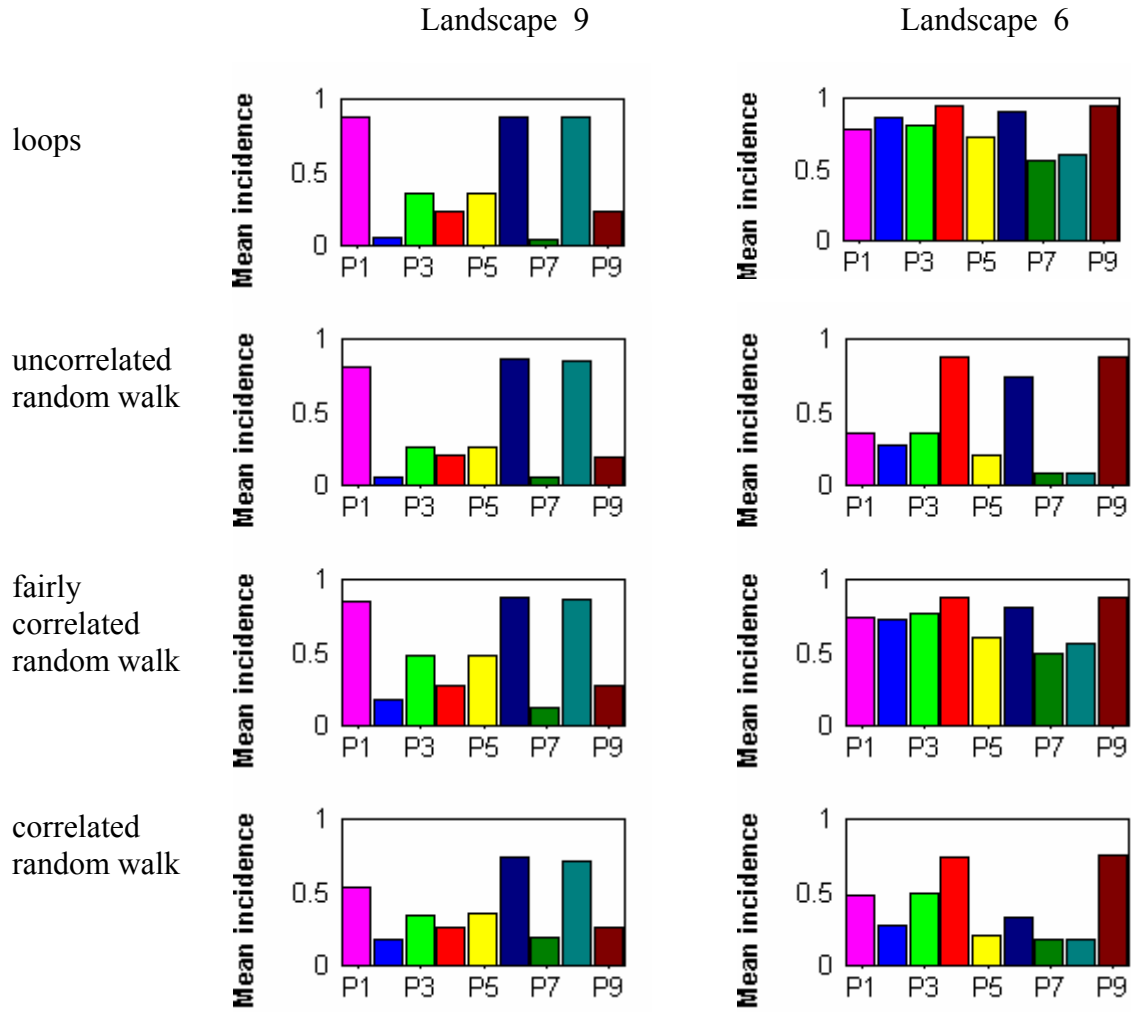 Landscape 9 Landscape 6
loops
Mean incidence
1
0.5
0
P1 P3 P5 P7 P9
Mean incidence
1
0.5
0
P1 P3 P5 P7 P9
uncorrelated
random walk
Mean incidence
1
0.5
0
P1 P3 P5 P7 P9
Mean incidence
1
0.5
0
P1 P3 P5 P7 P9
fairly
correlated
random walk
Mean incidence
1
0.5
0
P1 P3 P5 P7 P9
Mean incidence
1
0.5
0
P1 P3 P5 P7 P9
correlated
random walk
Mean incidence
1
0.5
0
P1 P3 P5 P7 P9
Mean incidence
1
0.5
0
P1 P3 P5 P7 P9